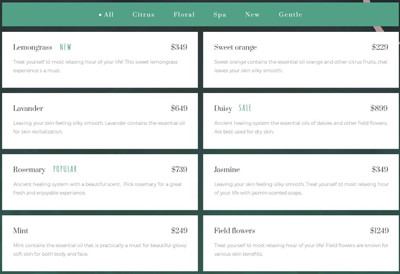 • All Citrus Floral Spa New Gentle
Lemongrass NEW $349
Treat yourself to most relaxing hour of your life! This sweet lemongrass
experience is a must.
Sweet orange $229
Sweet orange contains the essential oil orange and other citrus fruits, that
leaves your skin silky smooth.
Lavander $649
Leaving your skin feeling silky smooth. Lavander contains the essential oil
for skin revitalization.
Daisy SALE $899
Ancient healing system the essential oils of daisies and other field flowers.
Are best used for dry skin.
Rosemary POPULAR $739
Ancient healing system with a beautiful scent. Pick rosemary for a great
fresh and enjoyable experience.
Jasmine $349
Leaving your skin feeling silky smooth Treat yourself to most relaxing hour
of your life with jasmin scented soaps.
Mint $249
Mint contains the essential oil that is practically a must for beautiful glowy
soft skin for both body and face.
Field flowers $1249
Treat yourself to most relaxing hour of your life! Field flowers are known for
various skin benefits.